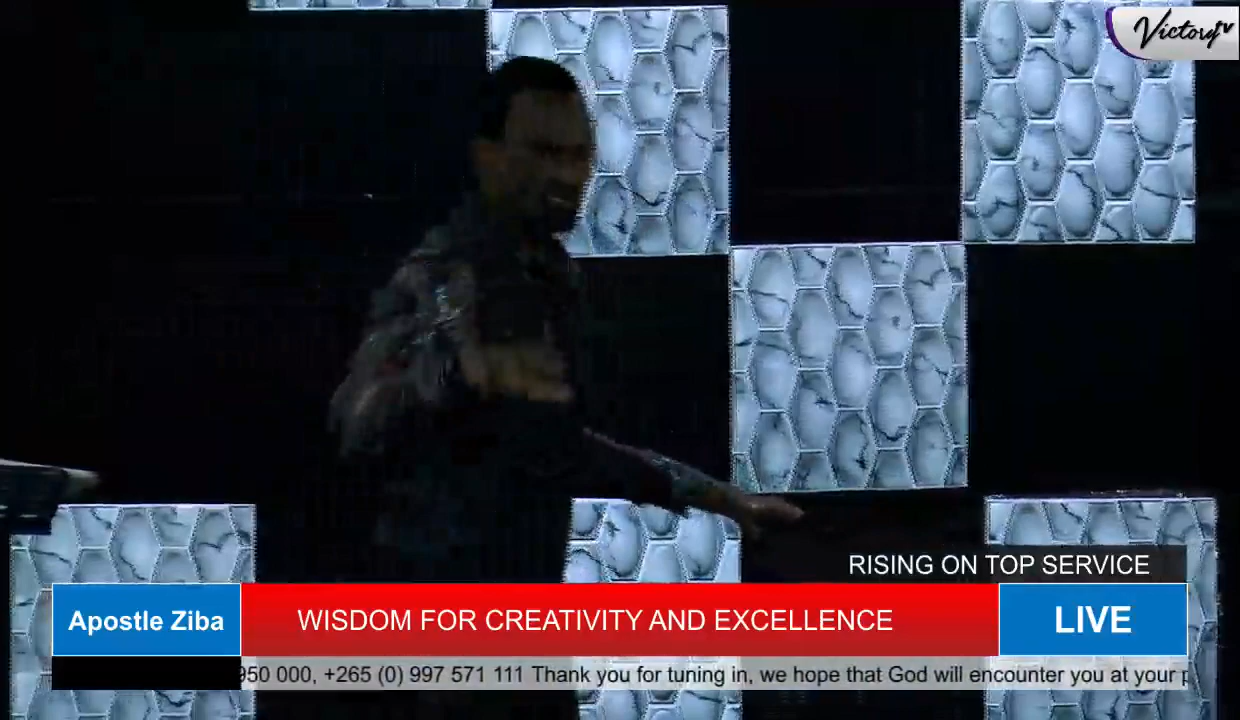 Victory TV
RISING ON TOP SERVICE
Apostle Ziba
WISDOM FOR CREATIVITY AND EXCELLENCE
LIVE
950 000, +265 (0) 997 571 111 Thank you for tuning in, we hope that God will encounter you at your